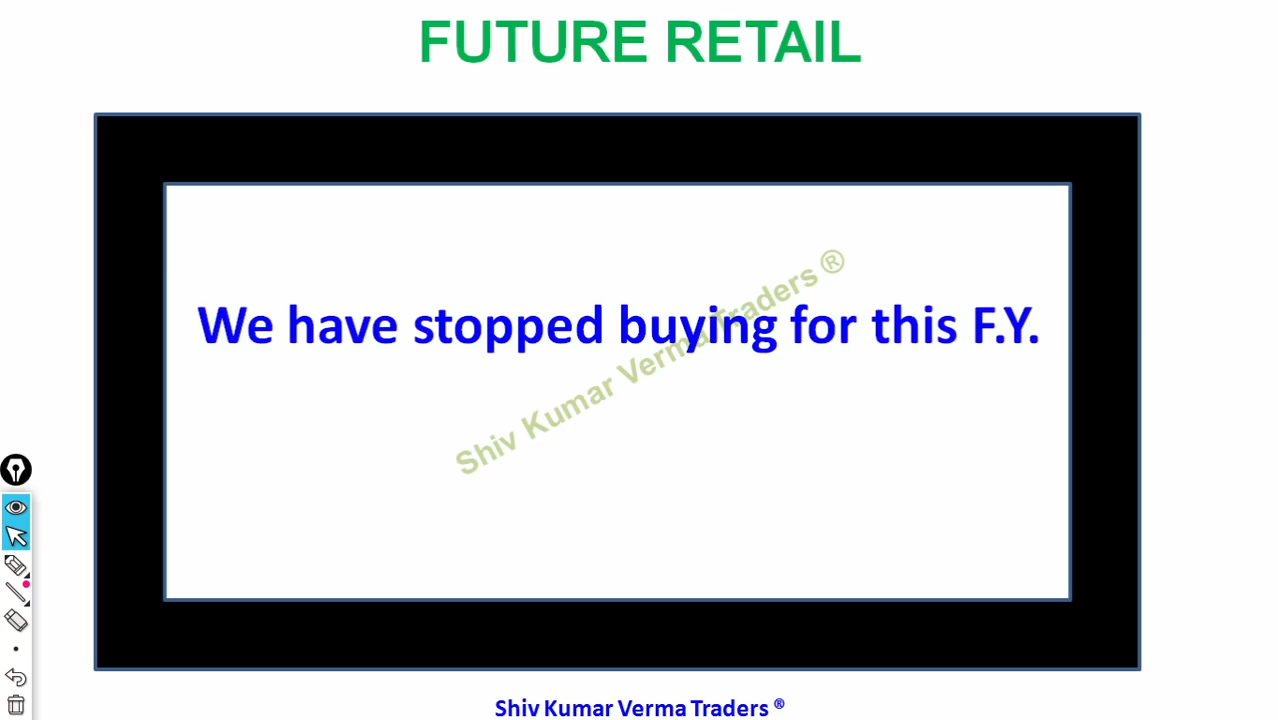 FUTURE RETAIL
We have stopped buying for this F.Y.
Shiv Kumar Verma Traders ®
Shiv Kumar Verma Traders ®